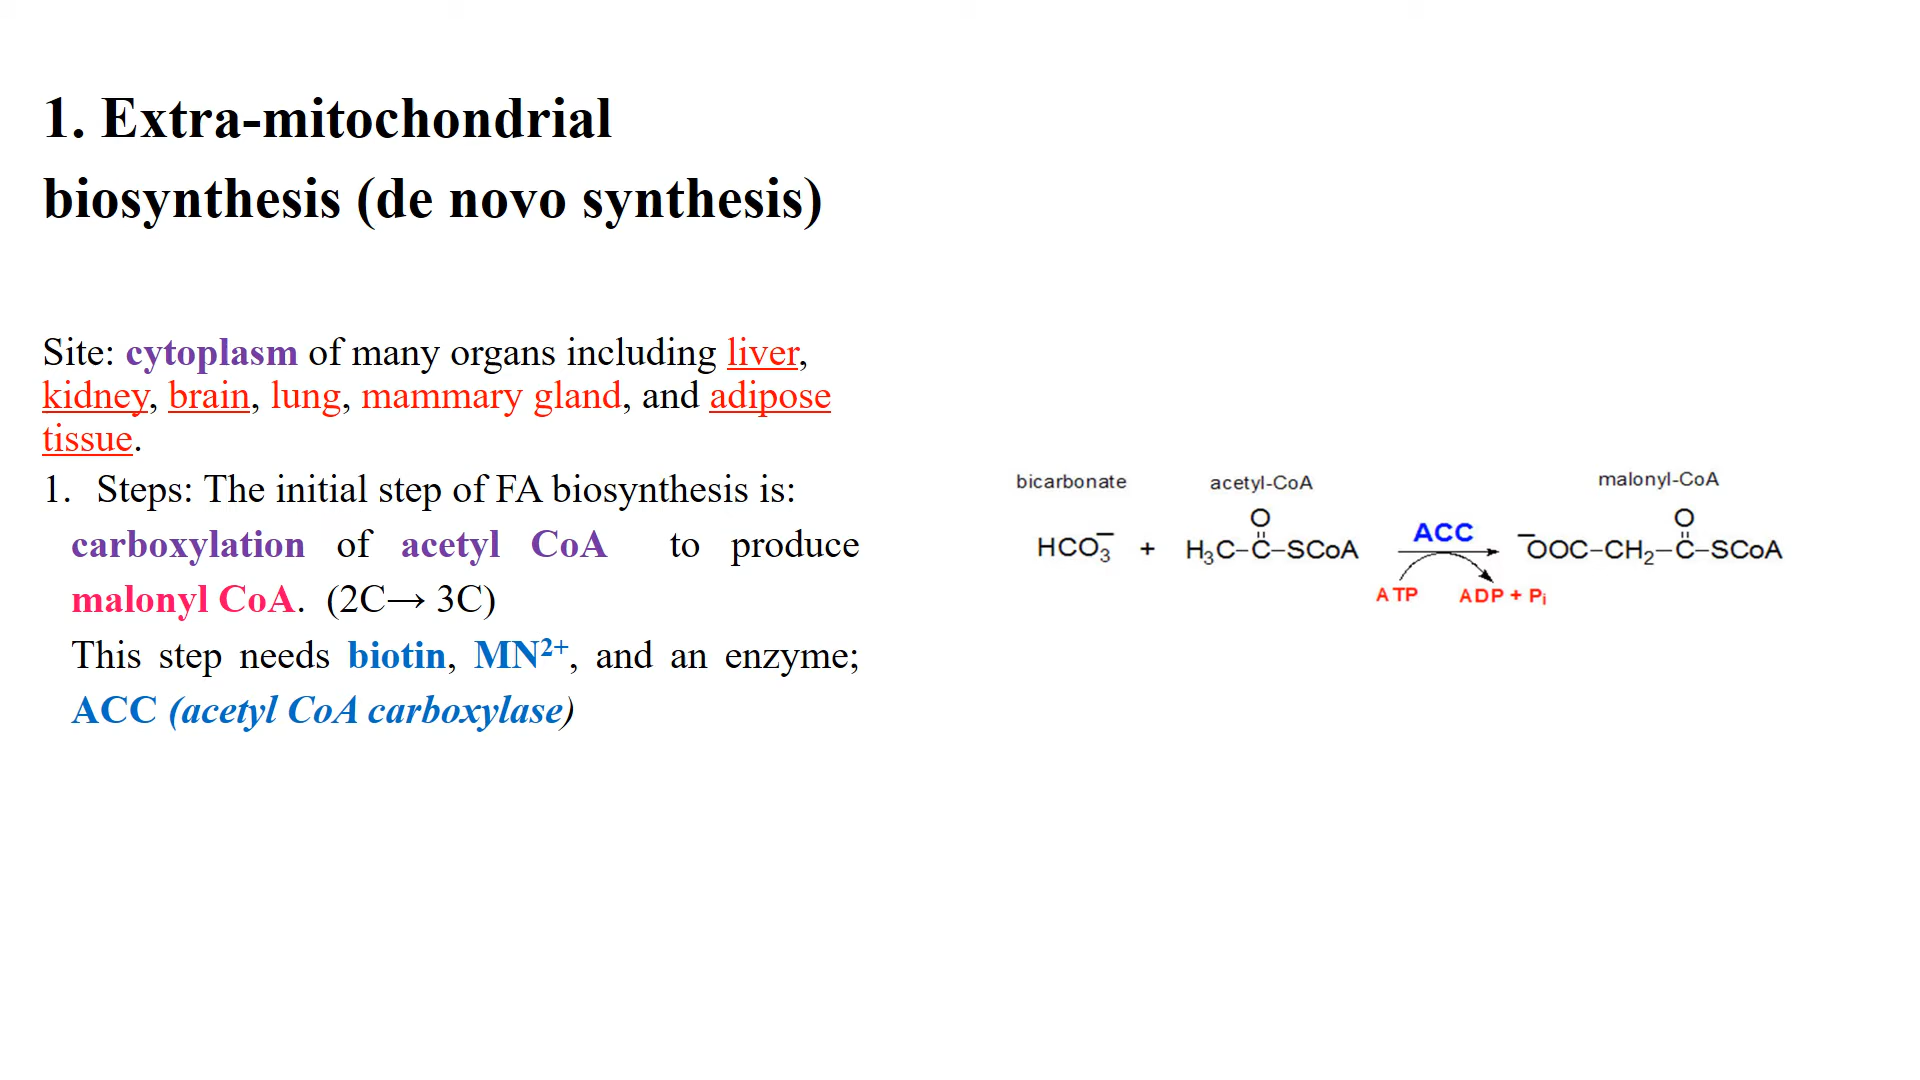 1. Extra-mitochondrial
biosynthesis (de novo synthesis)
Site: cytoplasm of many organs including liver,
kidney, brain, lung, mammary gland, and adipose
tissue.
1. Steps: The initial step of FA biosynthesis is:
carboxylation of acetyl CoA to produce
malonyl CoA. (2C→ 3C)
This step needs biotin, MN²⁺, and an enzyme;
ACC (acetyl CoA carboxylase)
bicarbonate acetyl-CoA malonyl-CoA
O O
HCO₃⁻ + H₃C–C–SCoA ACC ⁻OOC–CH₂–C–SCoA
ATP ADP + Pᵢ